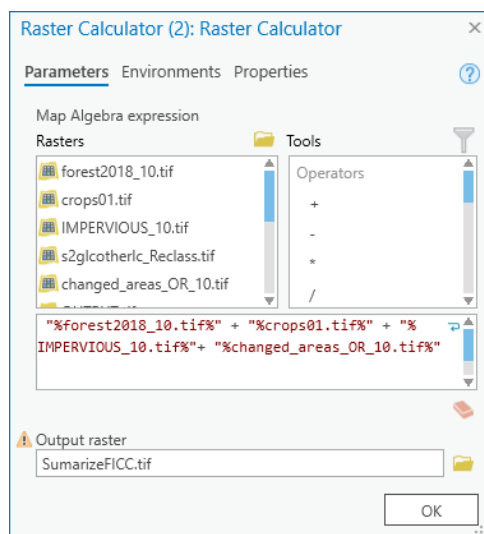 Raster Calculator (2): Raster Calculator
Parameters Environments Properties
Map Algebra expression
Rasters Tools
forest2018_10.tif
crops01.tif
IMPERVIOUS_10.tif
s2glcotherlc_Reclass.tif
changed_areas_OR_10.tif
Operators
+
-
*
/
"%forest2018_10.tif%" + "%crops01.tif%" + "%
IMPERVIOUS_10.tif%"+ "%changed_areas_OR_10.tif%"
Output raster
SumarizeFICC.tif
OK